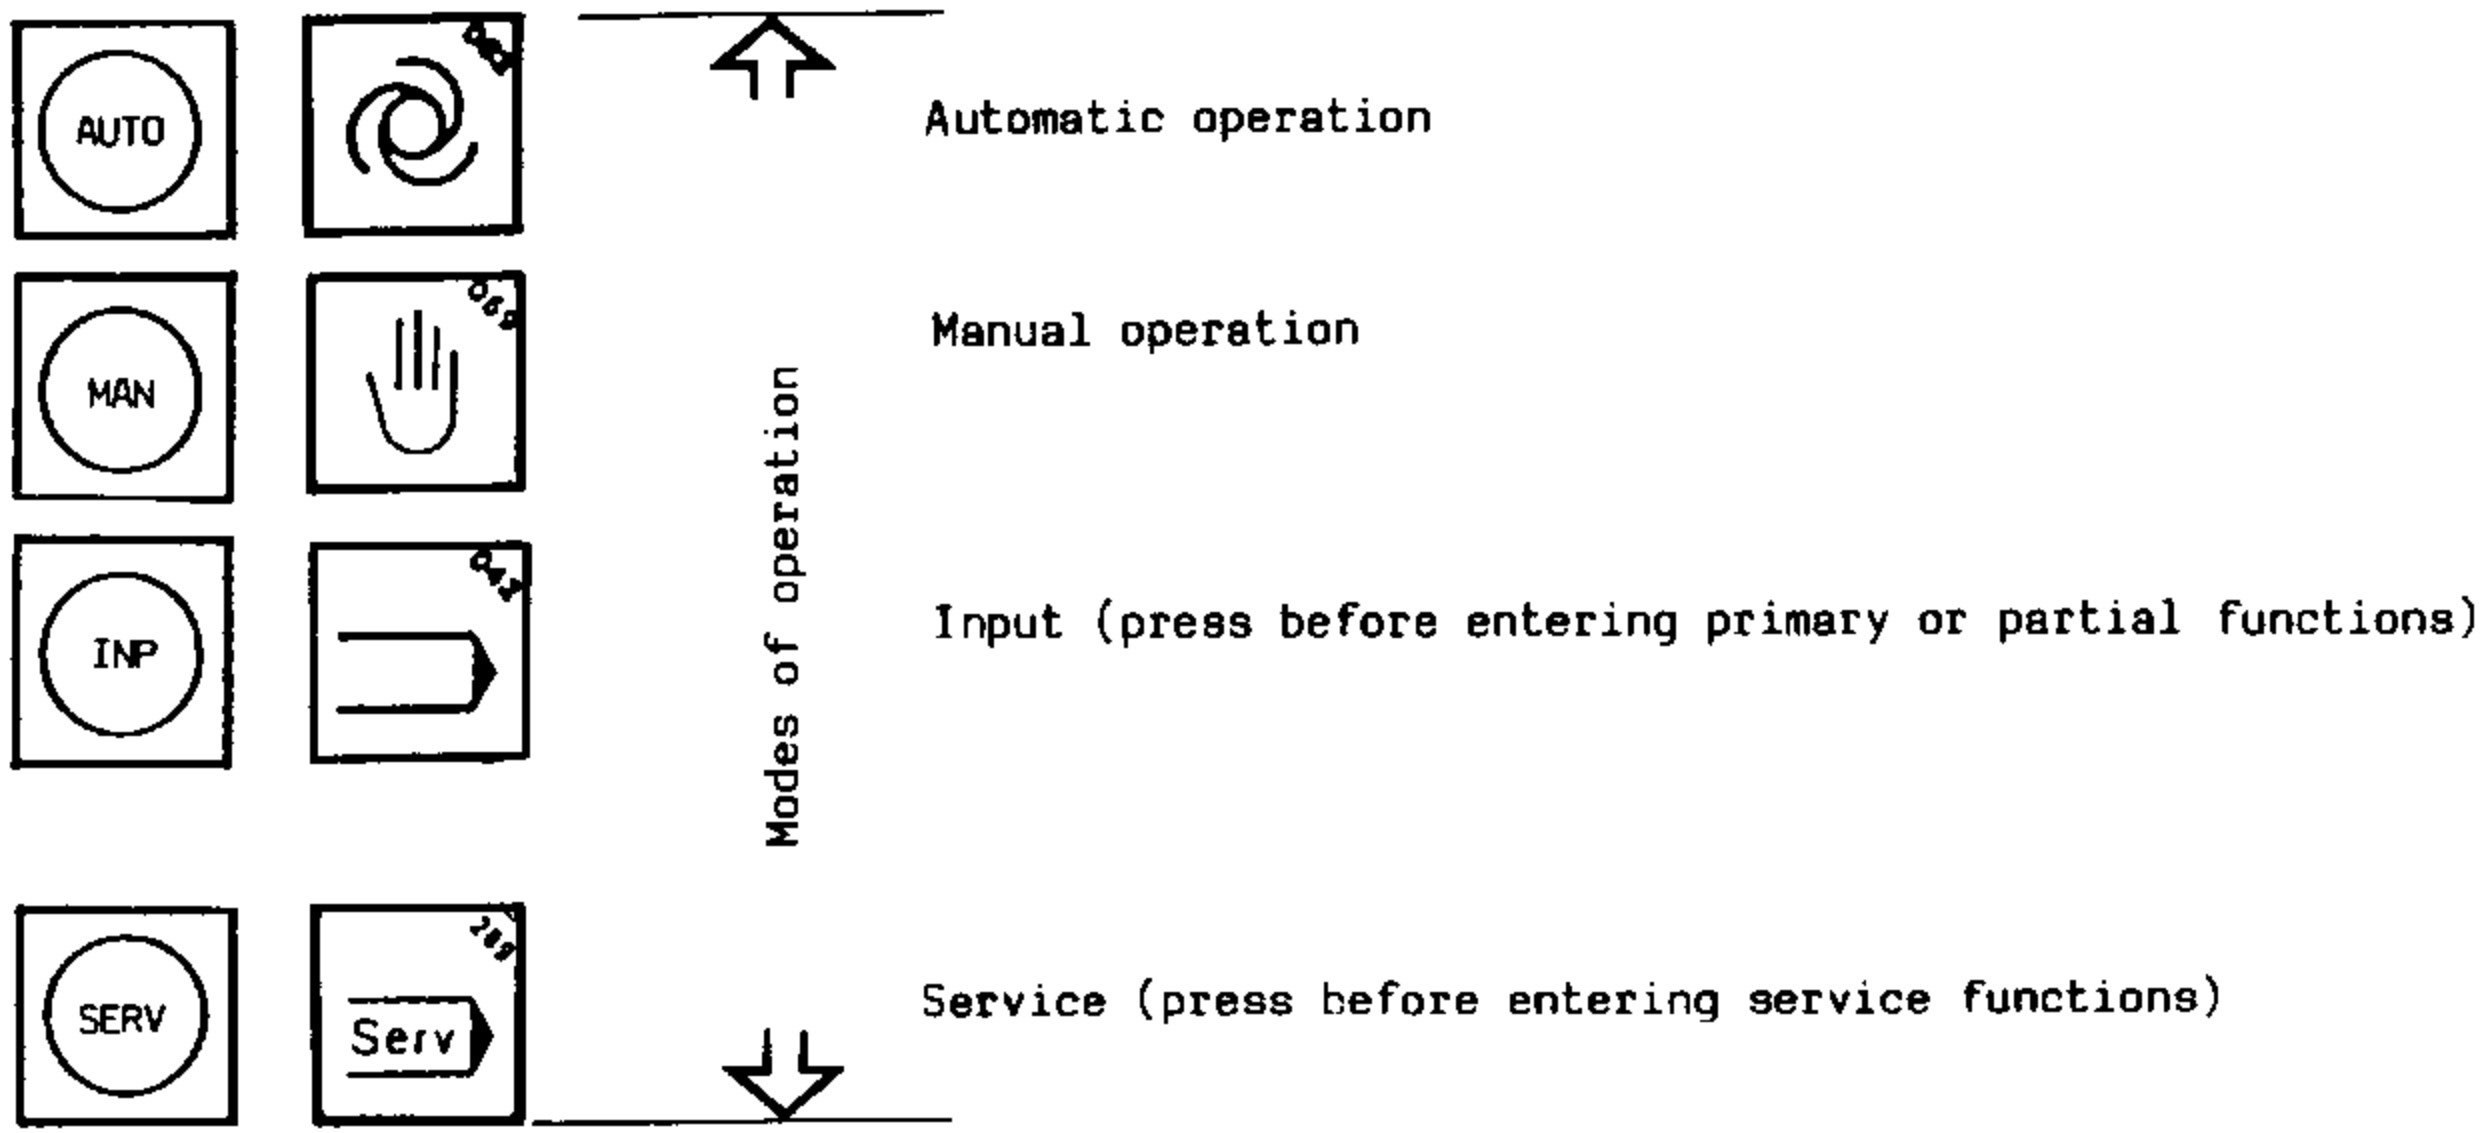 AUTO
Automatic operation
MAN
Manual operation
Modes of operation
INP
Input (press before entering primary or partial functions)
SERV
289
Serv
Service (press before entering service functions)